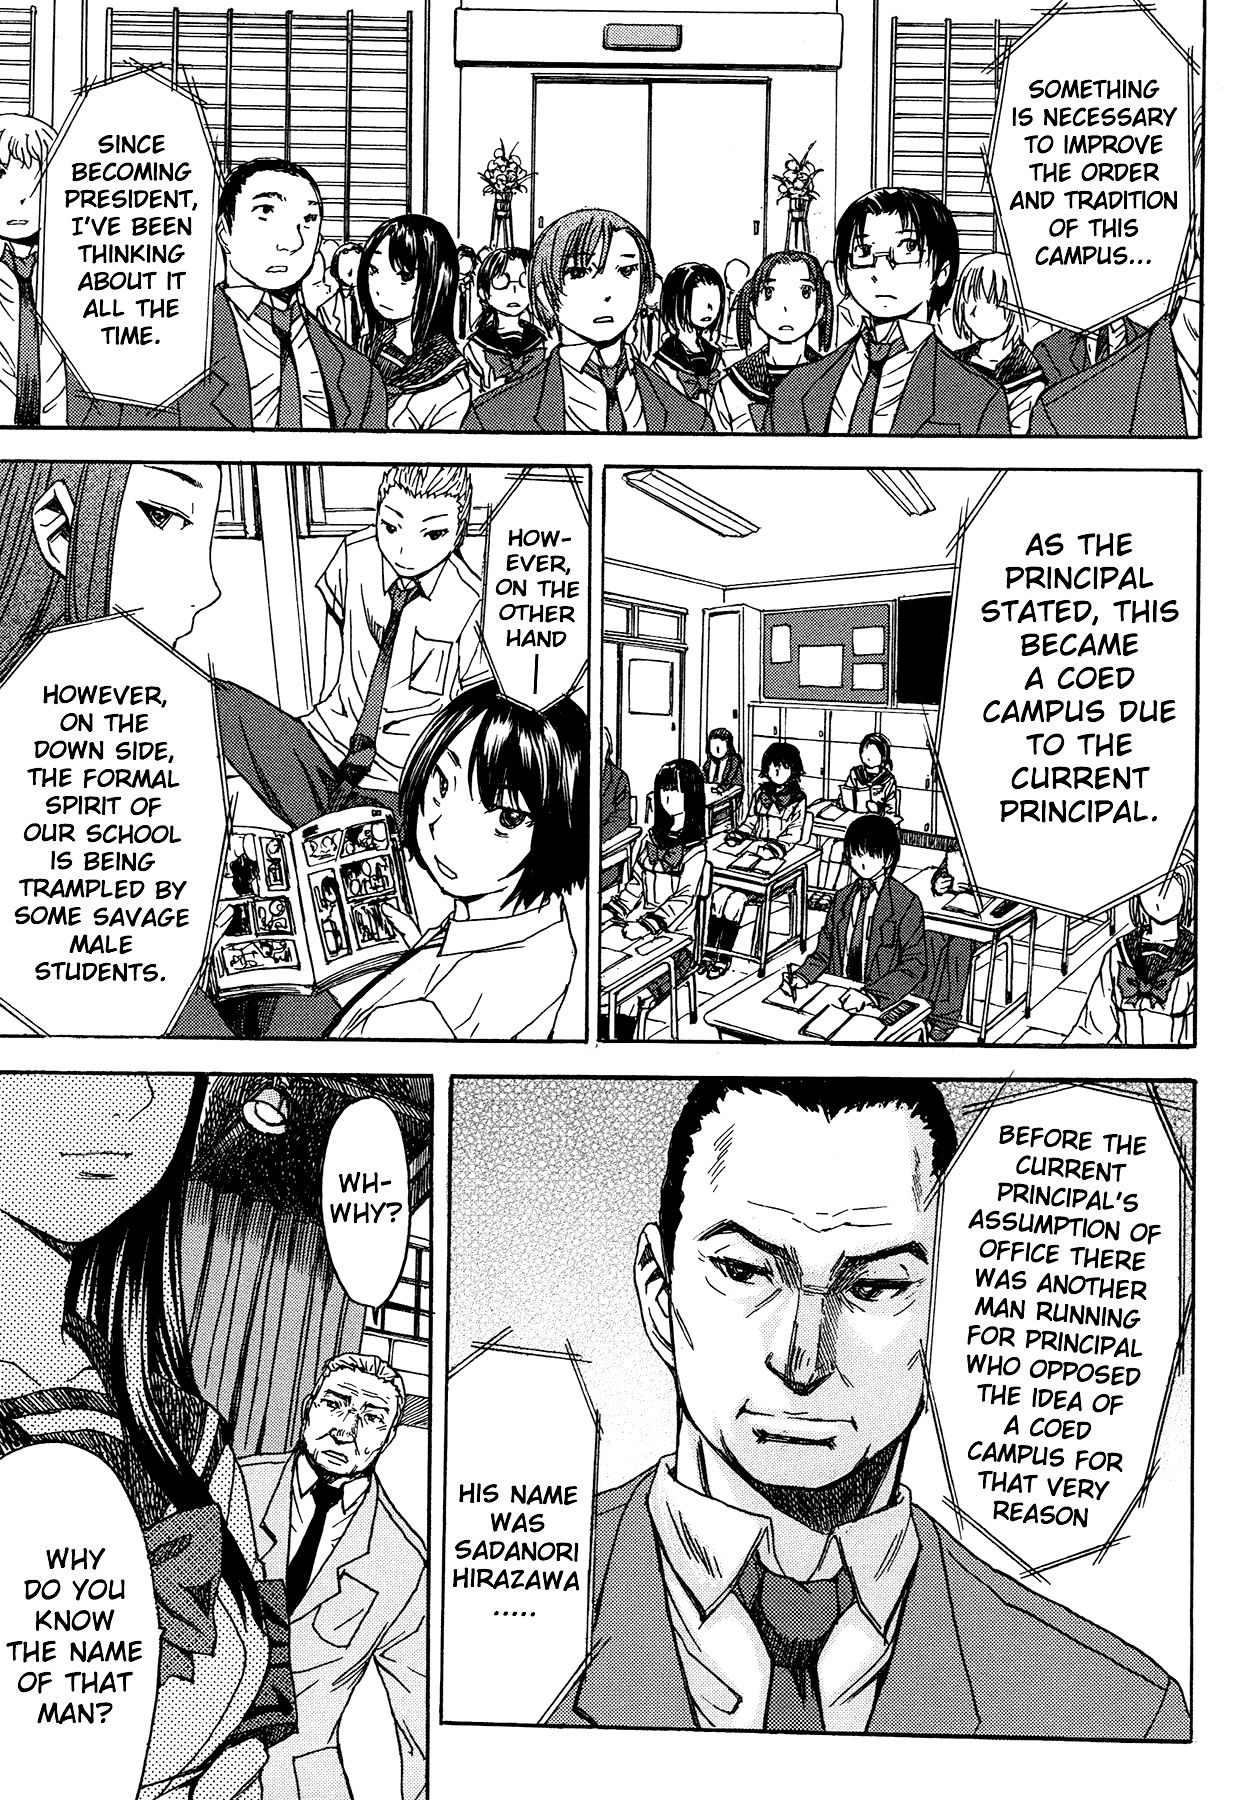 SOMETHING
IS NECESSARY
TO IMPROVE
THE ORDER
AND TRADITION
OF THIS
CAMPUS...
SINCE
BECOMING
PRESIDENT,
I'VE BEEN
THINKING
ABOUT IT
ALL THE
TIME.
AS THE
PRINCIPAL
STATED, THIS
BECAME
A COED
CAMPUS DUE
TO THE
CURRENT
PRINCIPAL.
HOW-
EVER,
ON THE
OTHER
HAND
—
HOWEVER,
ON THE
DOWN SIDE,
THE FORMAL
SPIRIT OF
OUR SCHOOL
IS BEING
TRAMPLED BY
SOME SAVAGE
MALE
STUDENTS.
BEFORE THE
CURRENT
PRINCIPAL'S
ASSUMPTION OF
OFFICE THERE
WAS ANOTHER
MAN RUNNING
FOR PRINCIPAL
WHO OPPOSED
THE IDEA OF
A COED
CAMPUS FOR
THAT VERY
REASON
HIS NAME
WAS
SADANORI
HIRAZAWA
.....
WH-
WHY?
WHY
DO YOU
KNOW
THE NAME
OF THAT
MAN?